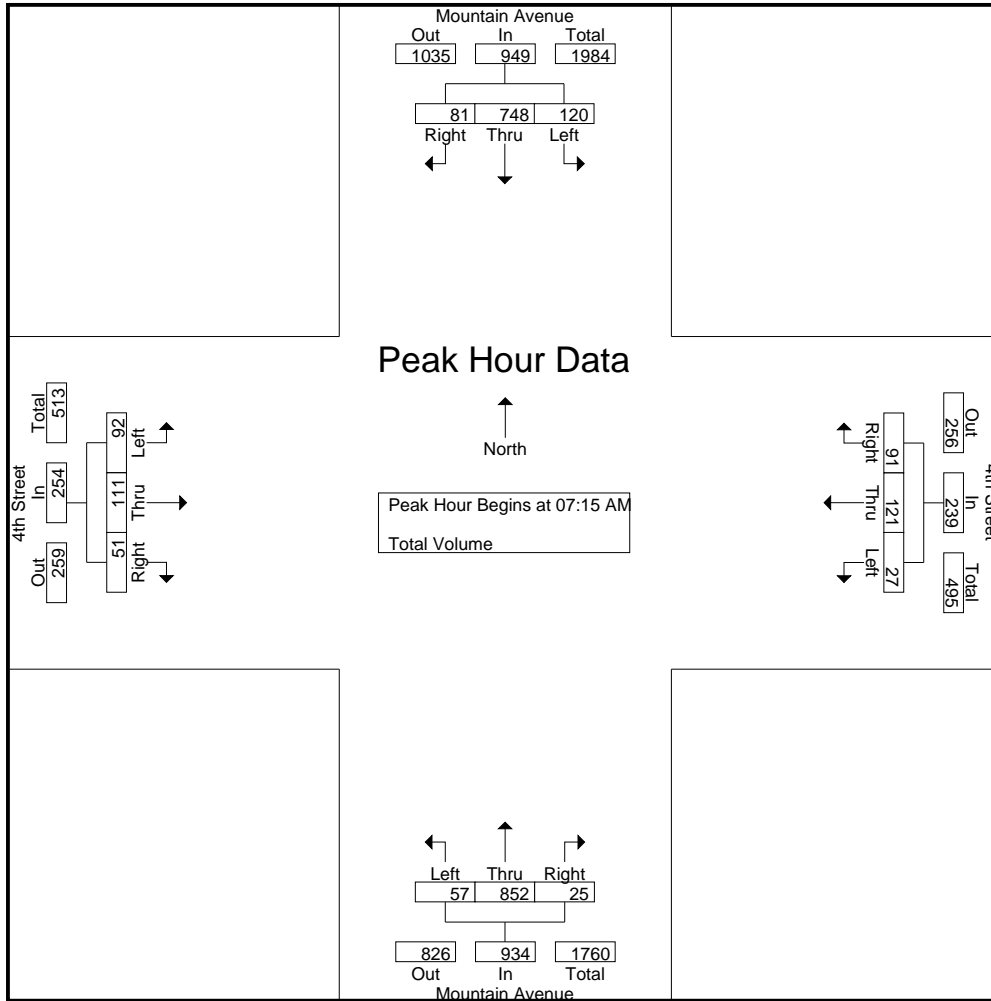 Mountain Avenue
Out In Total
1035 949 1984
81 748 120
Right Thru Left
Peak Hour Data
North
Peak Hour Begins at 07:15 AM
Total Volume
4th Street
Total In Out
513 254 259
92 111 51
Left Thru Right
4th Street
Out In Total
256 239 495
91 121 27
Right Thru Left
Left Thru Right
57 852 25
826 934 1760
Out In Total
Mountain Avenue